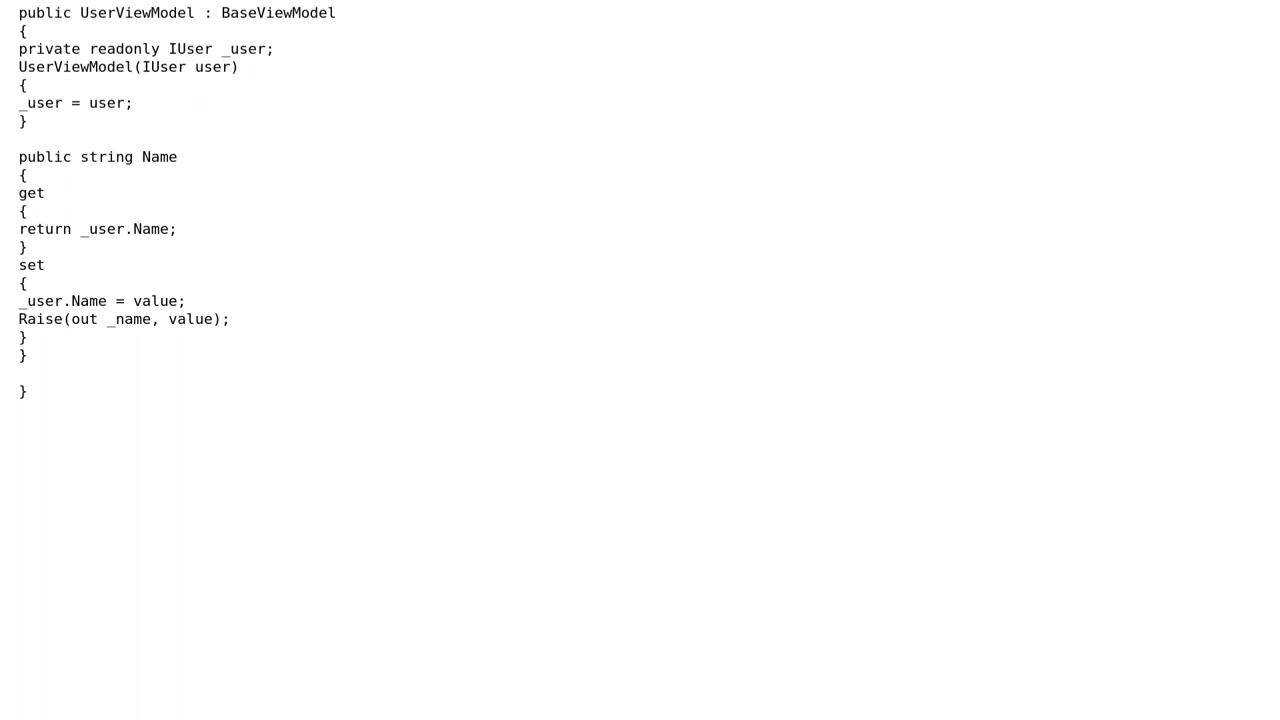 public UserViewModel : BaseViewModel
{
private readonly IUser _user;
UserViewModel(IUser user)
{
_user = user;
}

public string Name
{
get
{
return _user.Name;
}
set
{
_user.Name = value;
Raise(out _name, value);
}
}

}